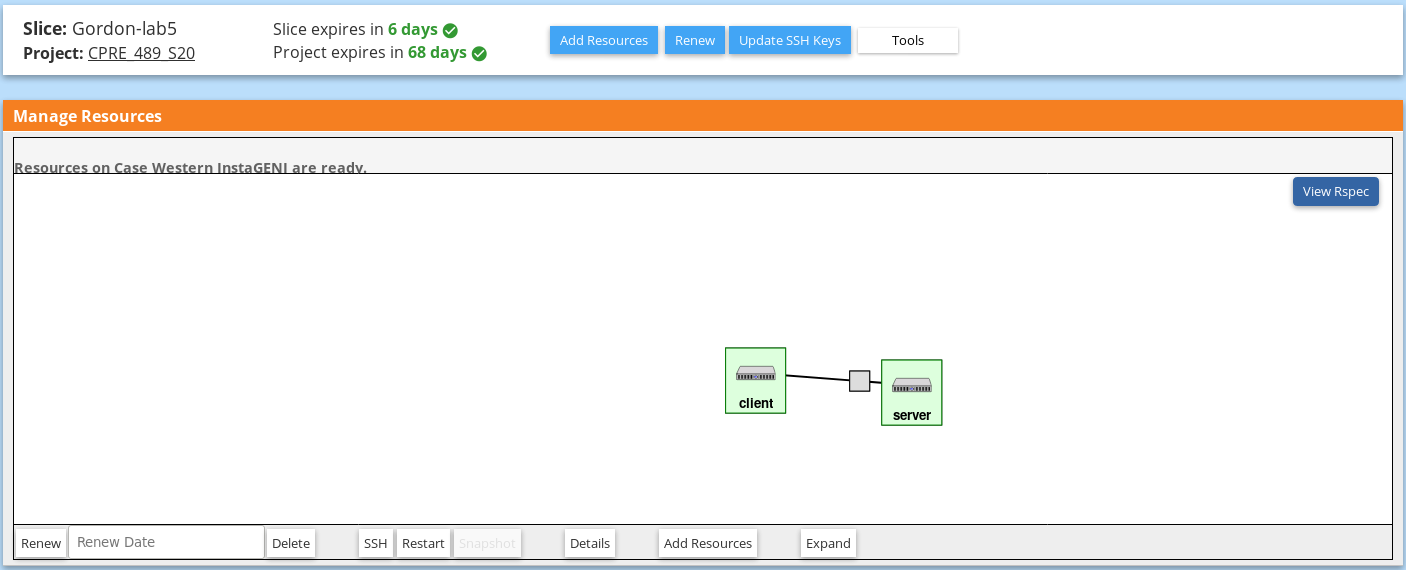 Slice: Gordon-lab5
Project: CPRE_489_S20
Slice expires in 6 days
Project expires in 68 days
Add Resources
Renew
Update SSH Keys
Tools
Manage Resources
Resources on Case Western InstaGENI are ready.
View Rspec
client
server
Renew
Renew Date
Delete
SSH
Restart
Snapshot
Details
Add Resources
Expand